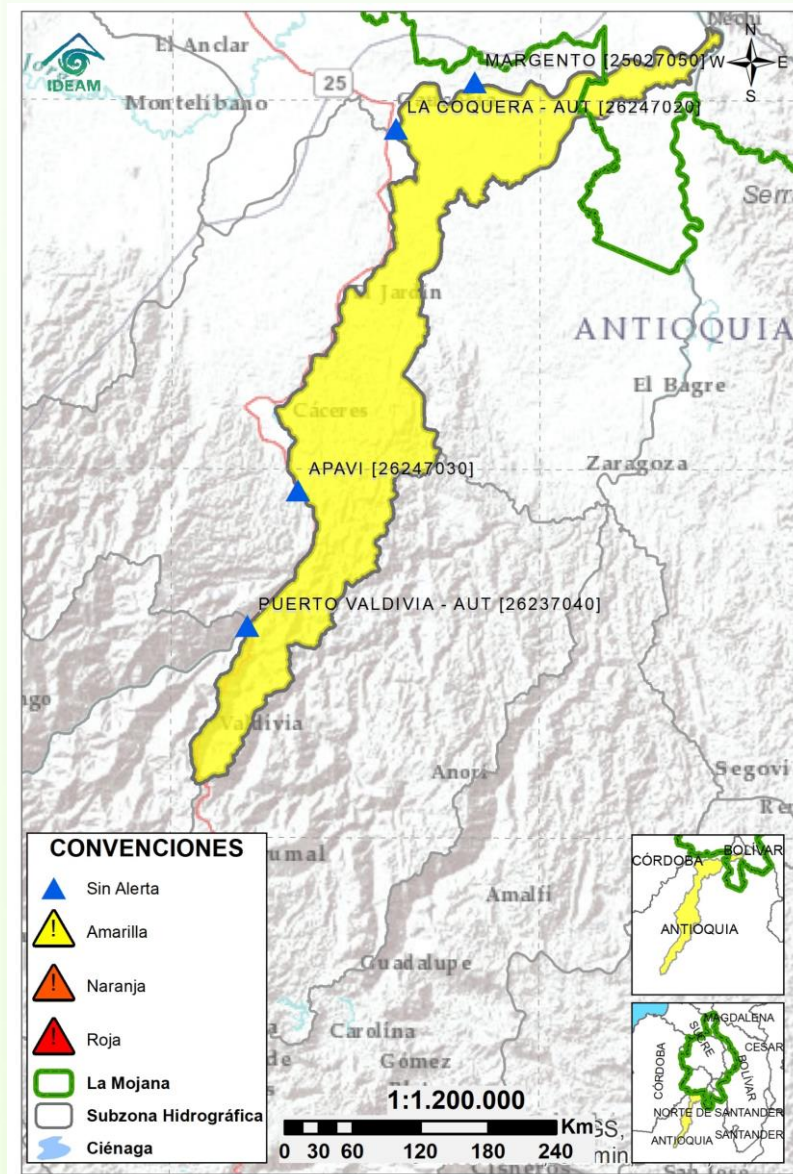 IDEAM
El Anclar
Nechí
N
W E
S
MARGENTO [25027050]
25
Montelíbano
LA COQUERA - AUT [26247020]
El Jardín
ANTIOQUIA
El Bagre
Cáceres
Zaragoza
APAVI [26247030]
PUERTO VALDIVIA - AUT [26237040]
Valdivia
Anorí
Segovi
Amalfi
Guadalupe
Carolina
Gómez
Cisneros
CONVENCIONES
Sin Alerta
! Amarilla
! Naranja
! Roja
La Mojana
Subzona Hidrográfica
Ciénaga
1:1.200.000
0 30 60 120 180 240 Km
CÓRDOBA
BOLÍVAR
ANTIOQUIA
MAGDALENA
SUCRE
CESAR
CÓRDOBA
BOLÍVAR
NORTE DE SANTANDER
ANTIOQUIA
SANTANDER